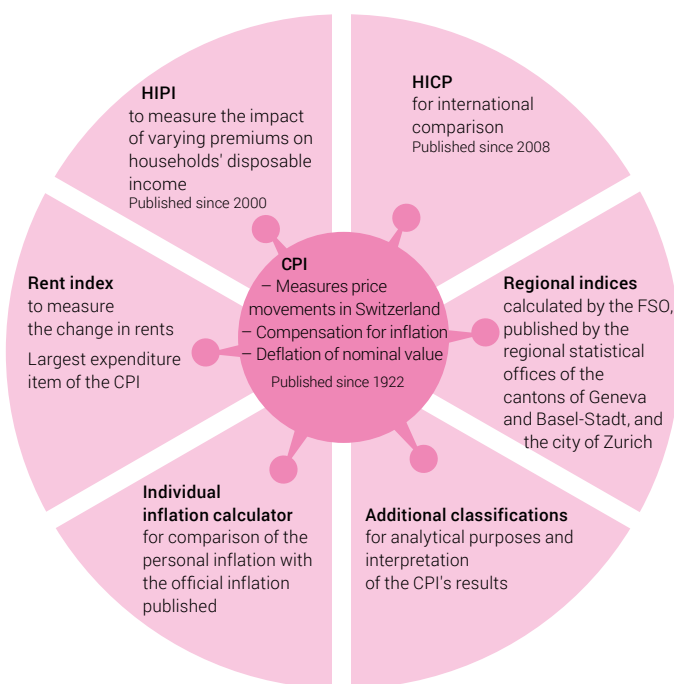 HIPI
to measure the impact
of varying premiums on
households' disposable
income
Published since 2000
HICP
for international
comparison
Published since 2008
Rent index
to measure
the change in rents
Largest expenditure
item of the CPI
CPI
– Measures price
movements in Switzerland
– Compensation for inflation
– Deflation of nominal value
Published since 1922
Regional indices
calculated by the FSO,
published by the
regional statistical
offices of the
cantons of Geneva
and Basel-Stadt, and
the city of Zurich
Individual
inflation calculator
for comparison of the
personal inflation with
the official inflation
published
Additional classifications
for analytical purposes and
interpretation
of the CPI's results